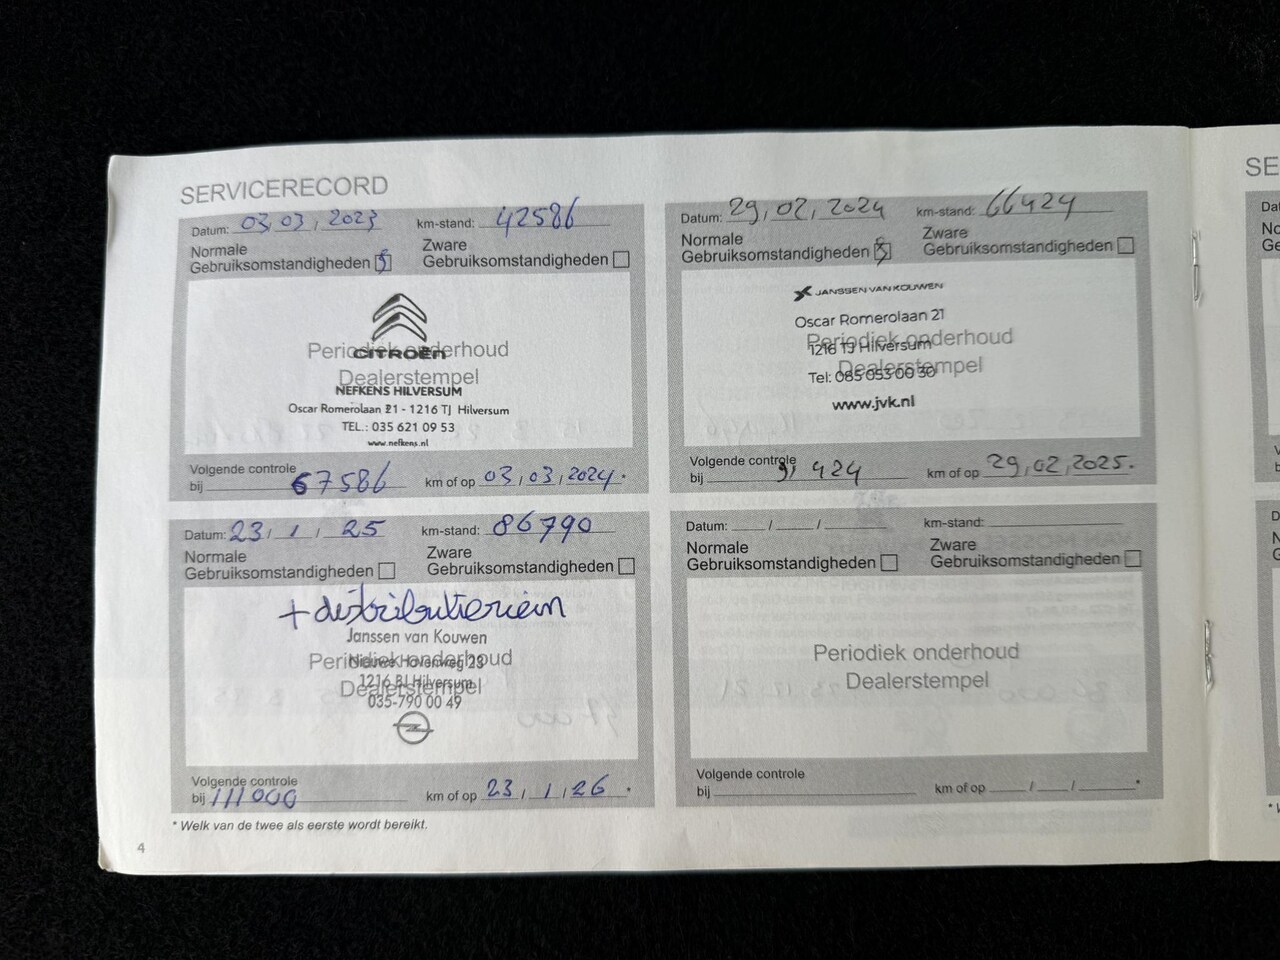 SERVICERECORD
Datum: 03, 03, 2023 km-stand: 42586
Normale Gebruiksomstandigheden
Zware Gebruiksomstandigheden
CITROËN
Periodiek onderhoud
Dealerstempel
NEFKENS HILVERSUM
Oscar Romerolaan 21 - 1216 TJ Hilversum
TEL.: 035 621 09 53
www.nefkens.nl
Volgende controle
bij 67586 km of op 03, 03, 2024.*
Datum: 29, 02, 2024 km-stand: 66424
Normale Gebruiksomstandigheden
Zware Gebruiksomstandigheden
JANSSEN VAN KOUWEN
Oscar Romerolaan 21
Periodiek onderhoud
1216 TJ Hilversum
Dealerstempel
Tel: 085 053 00 30
www.jvk.nl
Volgende controle
bij 424 km of op 29, 02, 2025.
Datum: 23 / 1 / 25 km-stand: 86790
Normale Gebruiksomstandigheden
Zware Gebruiksomstandigheden
+ distributieriem
Janssen van Kouwen
Periodiek onderhoud
Nieuwe Havenweg 23
Dealerstempel
1216 BJ Hilversum
035-790 00 49
Volgende controle
bij 111000 km of op 23 / 1 / 26 *
Datum: / / km-stand:
Normale Gebruiksomstandigheden
Zware Gebruiksomstandigheden
Periodiek onderhoud
Dealerstempel
Volgende controle
bij km of op / / *
* Welk van de twee als eerste wordt bereikt.
4
SE
Dat
No
Ge
V
b
D
N
G